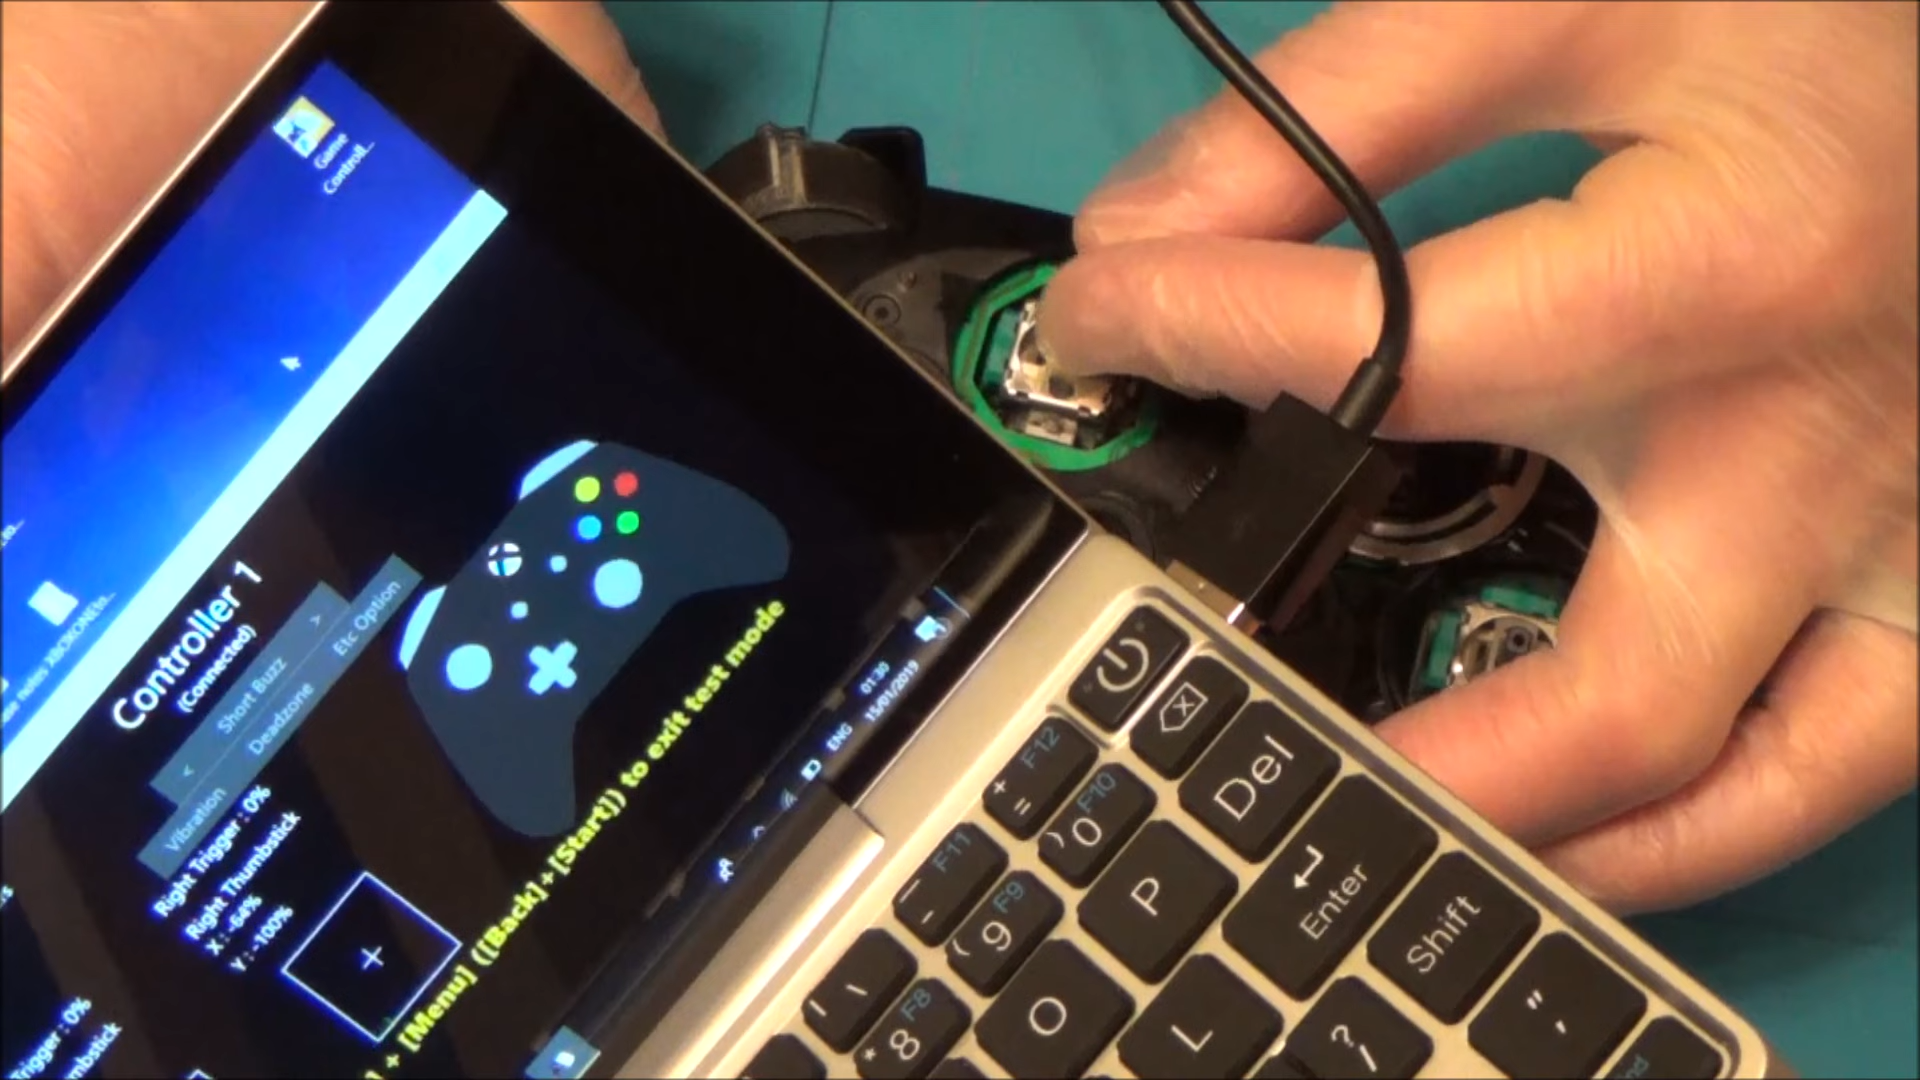 Game
Controll...
Controller 1
(Connected)
< Short Buzz >
Vibration Deadzone Etc Option
Right Trigger : 0%
Right Thumbstick
X : -64%
Y : -100%
+ [Menu] ([Back]+[Start]) to exit test mode
ENG
01:30
15/01/2019
F12
+
=
F10
)
0
Del
F11
_
-
F9
(
9
P
Enter
Shift
|
\
F8
*
8
O
L
?
/
"
,